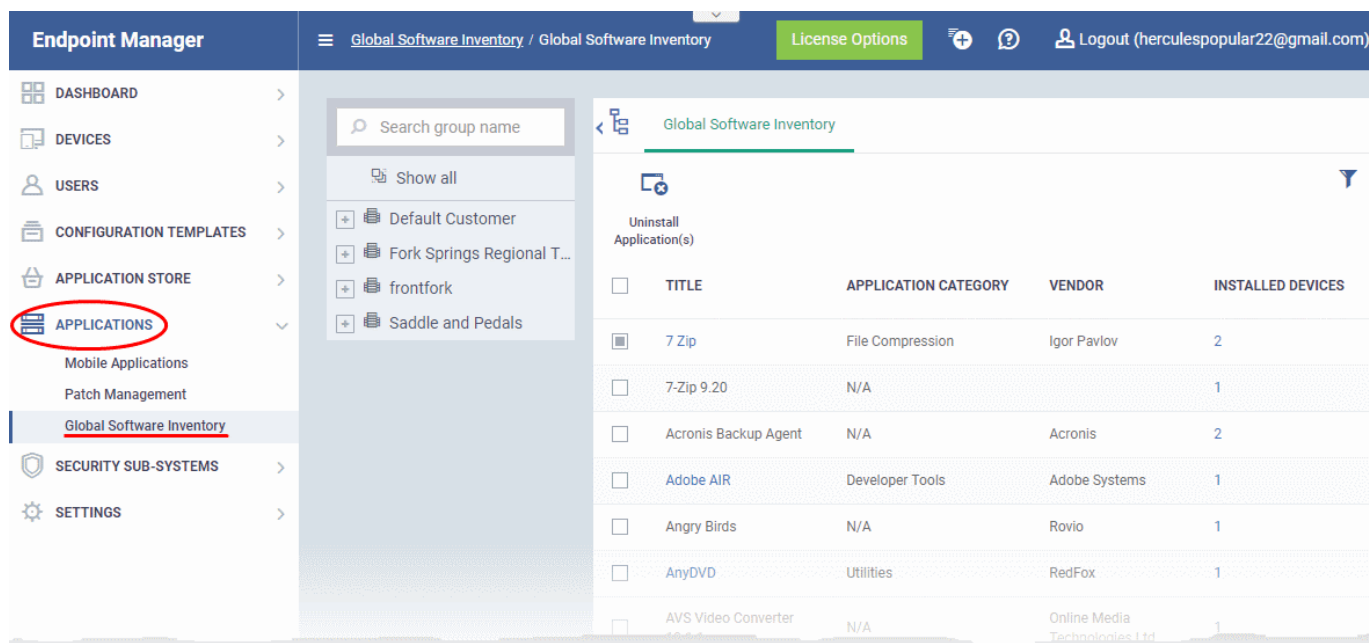 Endpoint Manager
Global Software Inventory / Global Software Inventory
License Options
Logout (herculespopular22@gmail.com)
DASHBOARD
DEVICES
USERS
CONFIGURATION TEMPLATES
APPLICATION STORE
APPLICATIONS
Mobile Applications
Patch Management
Global Software Inventory
SECURITY SUB-SYSTEMS
SETTINGS
Search group name
Show all
Default Customer
Fork Springs Regional T...
frontfork
Saddle and Pedals
Global Software Inventory
Uninstall
Application(s)
TITLE APPLICATION CATEGORY VENDOR INSTALLED DEVICES
7 Zip File Compression Igor Pavlov 2
7-Zip 9.20 N/A 1
Acronis Backup Agent N/A Acronis 2
Adobe AIR Developer Tools Adobe Systems 1
Angry Birds N/A Rovio 1
AnyDVD Utilities RedFox 1
AVS Video Converter N/A Online Media 1
Technologies Ltd